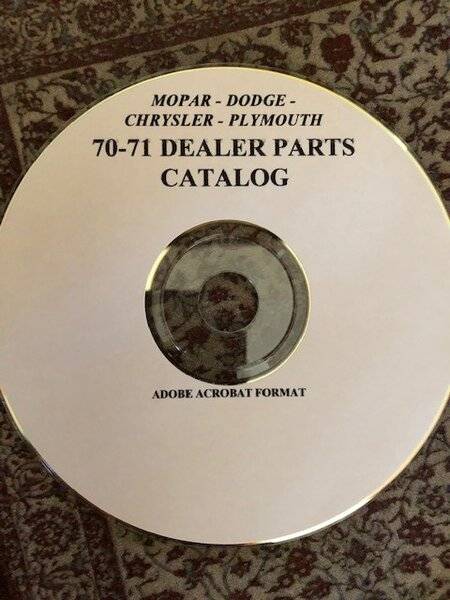 MOPAR - DODGE -
CHRYSLER - PLYMOUTH
70-71 DEALER PARTS
CATALOG
ADOBE ACROBAT FORMAT